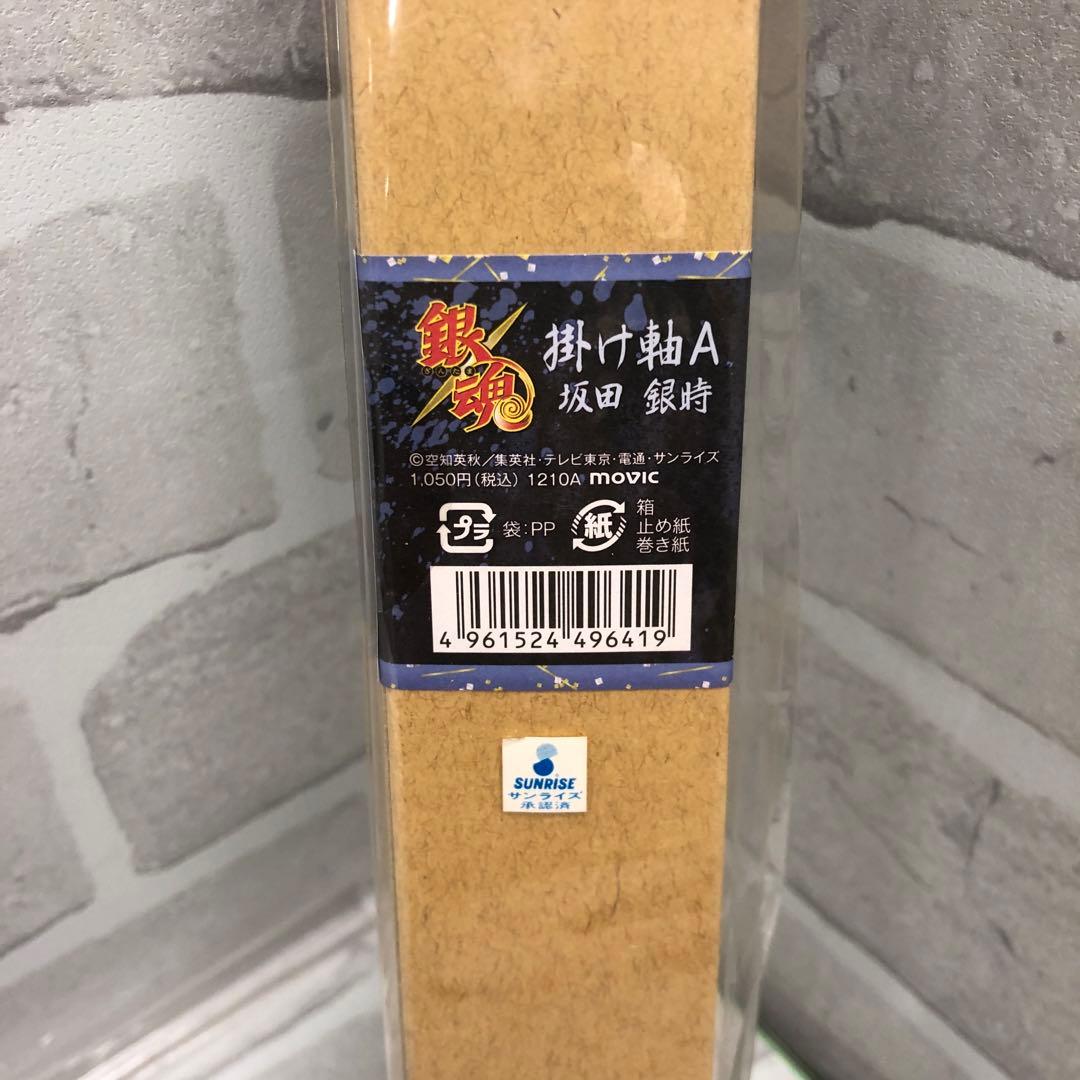 銀魂
ぎんたま
掛け軸A
坂田 銀時
©空知英秋／集英社・テレビ東京・電通・サンライズ
1,050円(税込) 1210A movic
プラ 袋:PP
紙 箱
止め紙
巻き紙
4 961524 496419
SUNRISE
サンライズ
承認済